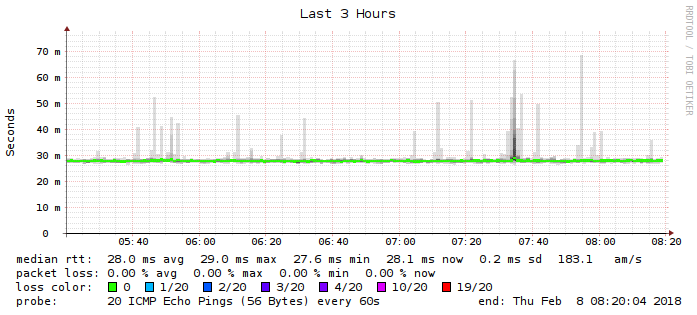 Last 3 Hours
RRDTOOL / TOBI OETIKER
Seconds
70 m
60 m
50 m
40 m
30 m
20 m
10 m
0
05:40 06:00 06:20 06:40 07:00 07:20 07:40 08:00 08:20
median rtt: 28.0 ms avg 29.0 ms max 27.6 ms min 28.1 ms now 0.2 ms sd 183.1 am/s
packet loss: 0.00 % avg 0.00 % max 0.00 % min 0.00 % now
loss color: 0 1/20 2/20 3/20 4/20 10/20 19/20
probe: 20 ICMP Echo Pings (56 Bytes) every 60s end: Thu Feb 8 08:20:04 2018